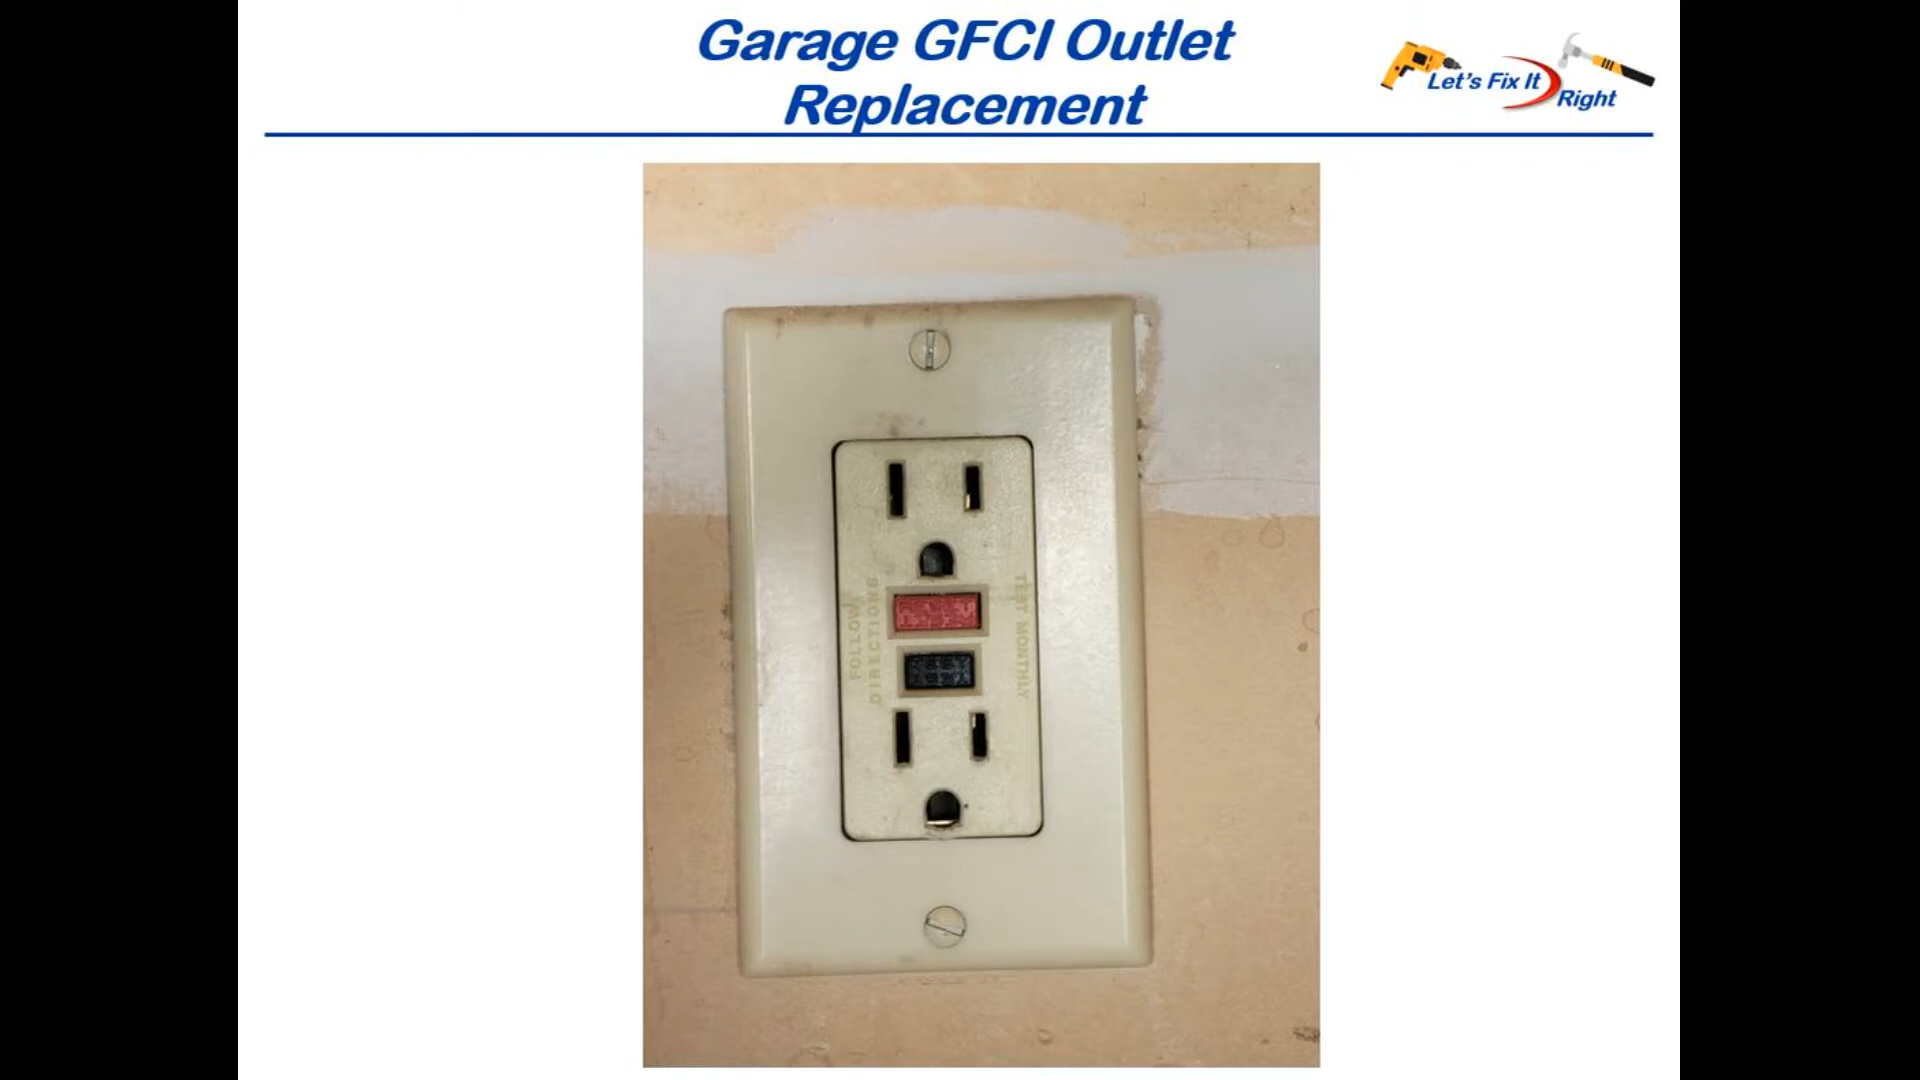 Garage GFCI Outlet
Replacement
Let's Fix It
Right
FOLLOW
DIRECTIONS
TEST MONTHLY